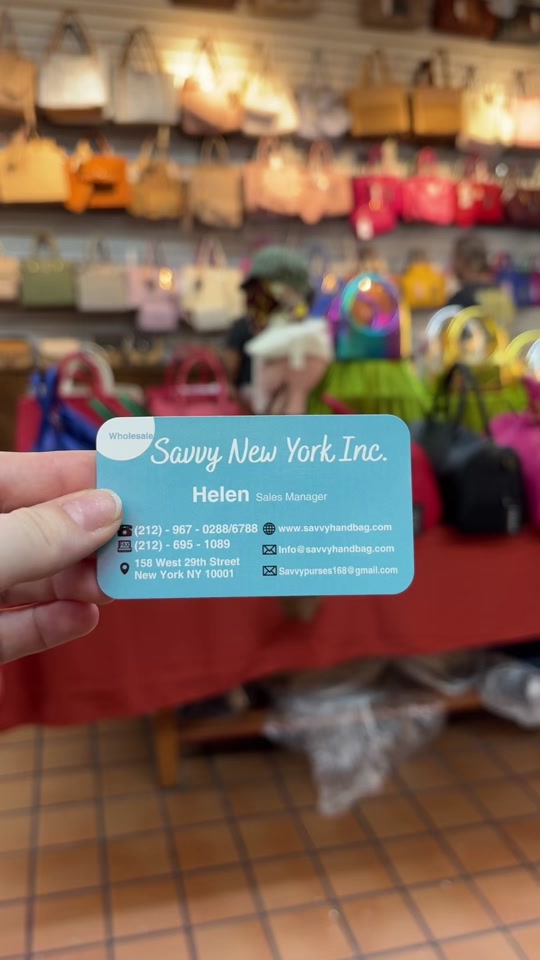 Wholesale
Savvy New York Inc.
Helen Sales Manager
(212) - 967 - 0288/6788
(212) - 695 - 1089
158 West 29th Street
New York NY 10001
www.savvyhandbag.com
Info@savvyhandbag.com
Savvypurses168@gmail.com